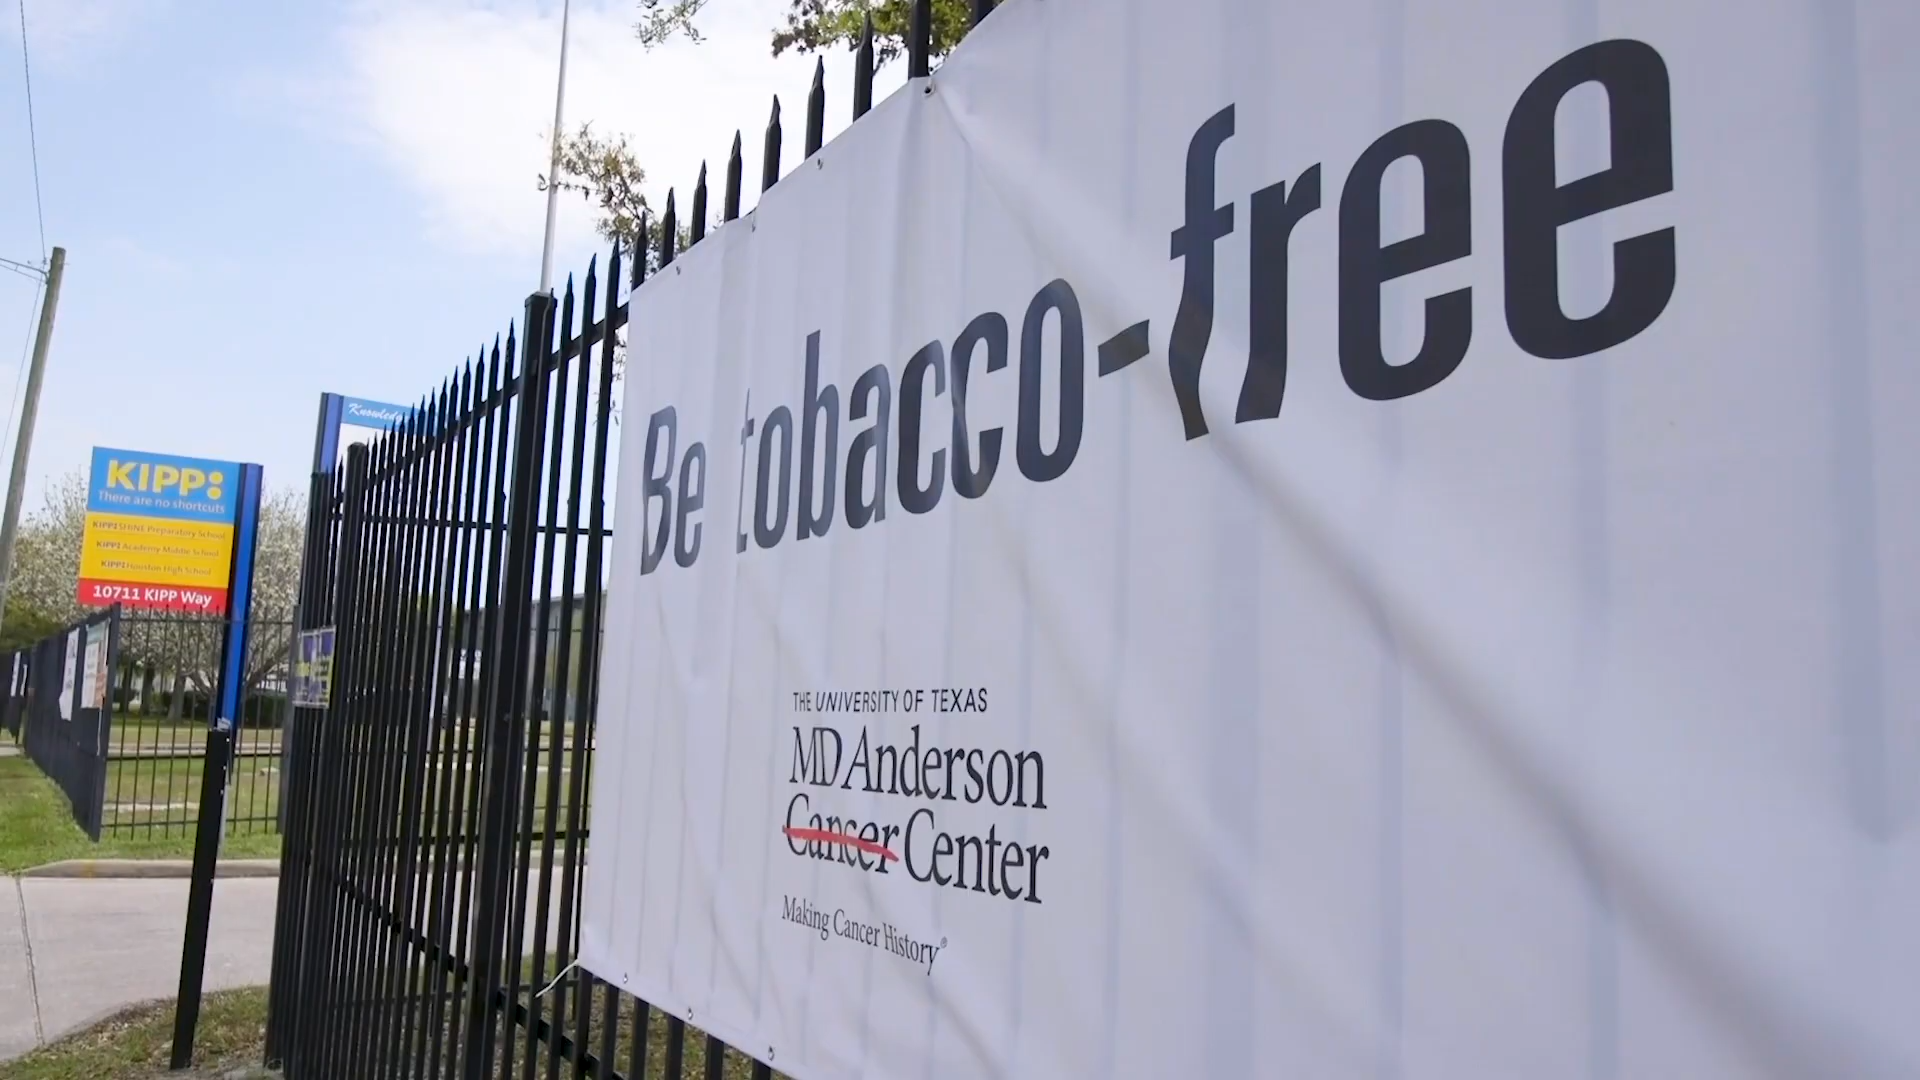 Be tobacco-free
THE UNIVERSITY OF TEXAS
MD Anderson
Cancer Center
Making Cancer History®
KIPP:
There are no shortcuts
KIPP: SHINE Preparatory School
KIPP: Academy Middle School
KIPP: Houston High School
10711 KIPP Way